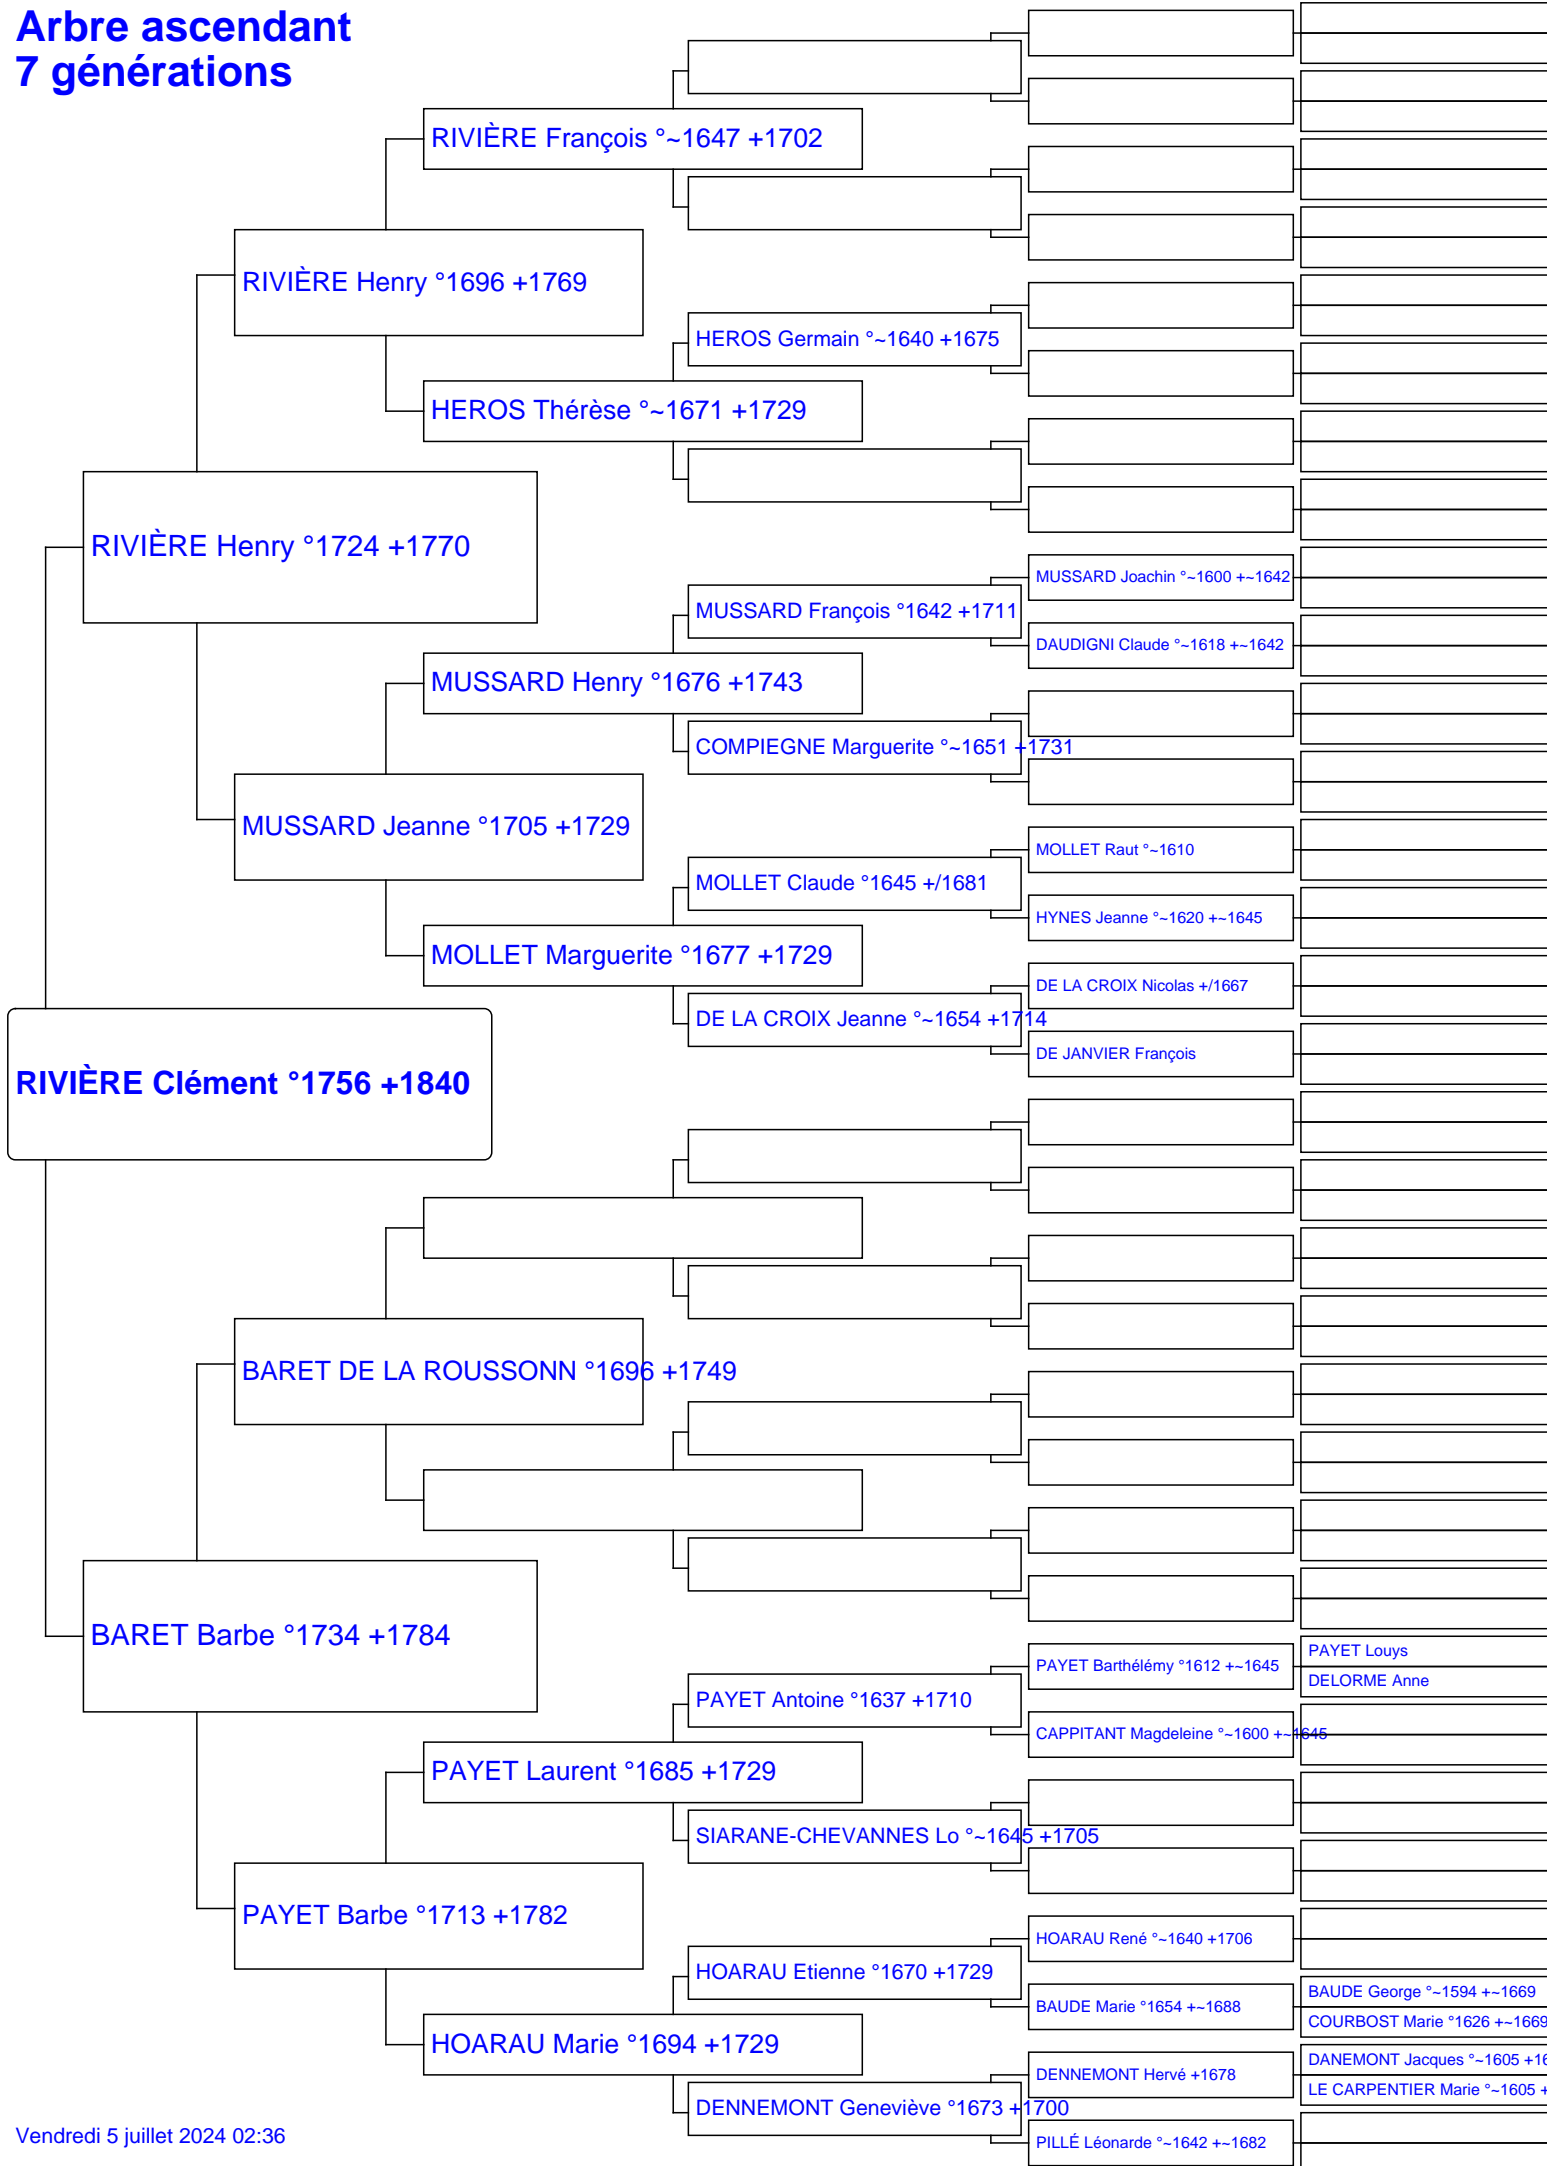 Arbre ascendant
7 générations
RIVIÈRE François °~1647 +1702
RIVIÈRE Henry °1696 +1769
HEROS Germain °~1640 +1675
HEROS Thérèse °~1671 +1729
RIVIÈRE Henry °1724 +1770
MUSSARD Joachin °~1600 +~1642
MUSSARD François °1642 +1711
DAUDIGNI Claude °~1618 +~1642
MUSSARD Henry °1676 +1743
COMPIEGNE Marguerite °~1651 +1731
MUSSARD Jeanne °1705 +1729
MOLLET Raut °~1610
MOLLET Claude °1645 +/1681
HYNES Jeanne °~1620 +~1645
MOLLET Marguerite °1677 +1729
DE LA CROIX Nicolas +/1667
DE LA CROIX Jeanne °~1654 +1714
DE JANVIER François
RIVIÈRE Clément °1756 +1840
BARET DE LA ROUSSONN °1696 +1749
BARET Barbe °1734 +1784
PAYET Louys
PAYET Barthélémy °1612 +~1645
DELORME Anne
PAYET Antoine °1637 +1710
CAPPITANT Magdeleine °~1600 +~1645
PAYET Laurent °1685 +1729
SIARANE-CHEVANNES Lo °~1645 +1705
PAYET Barbe °1713 +1782
HOARAU René °~1640 +1706
HOARAU Etienne °1670 +1729
BAUDE George °~1594 +~1669
BAUDE Marie °1654 +~1688
COURBOST Marie °1626 +~1669
HOARAU Marie °1694 +1729
DANEMONT Jacques °~1605 +16
DENNEMONT Hervé +1678
LE CARPENTIER Marie °~1605 +
DENNEMONT Geneviève °1673 +1700
PILLÉ Léonarde °~1642 +~1682
Vendredi 5 juillet 2024 02:36